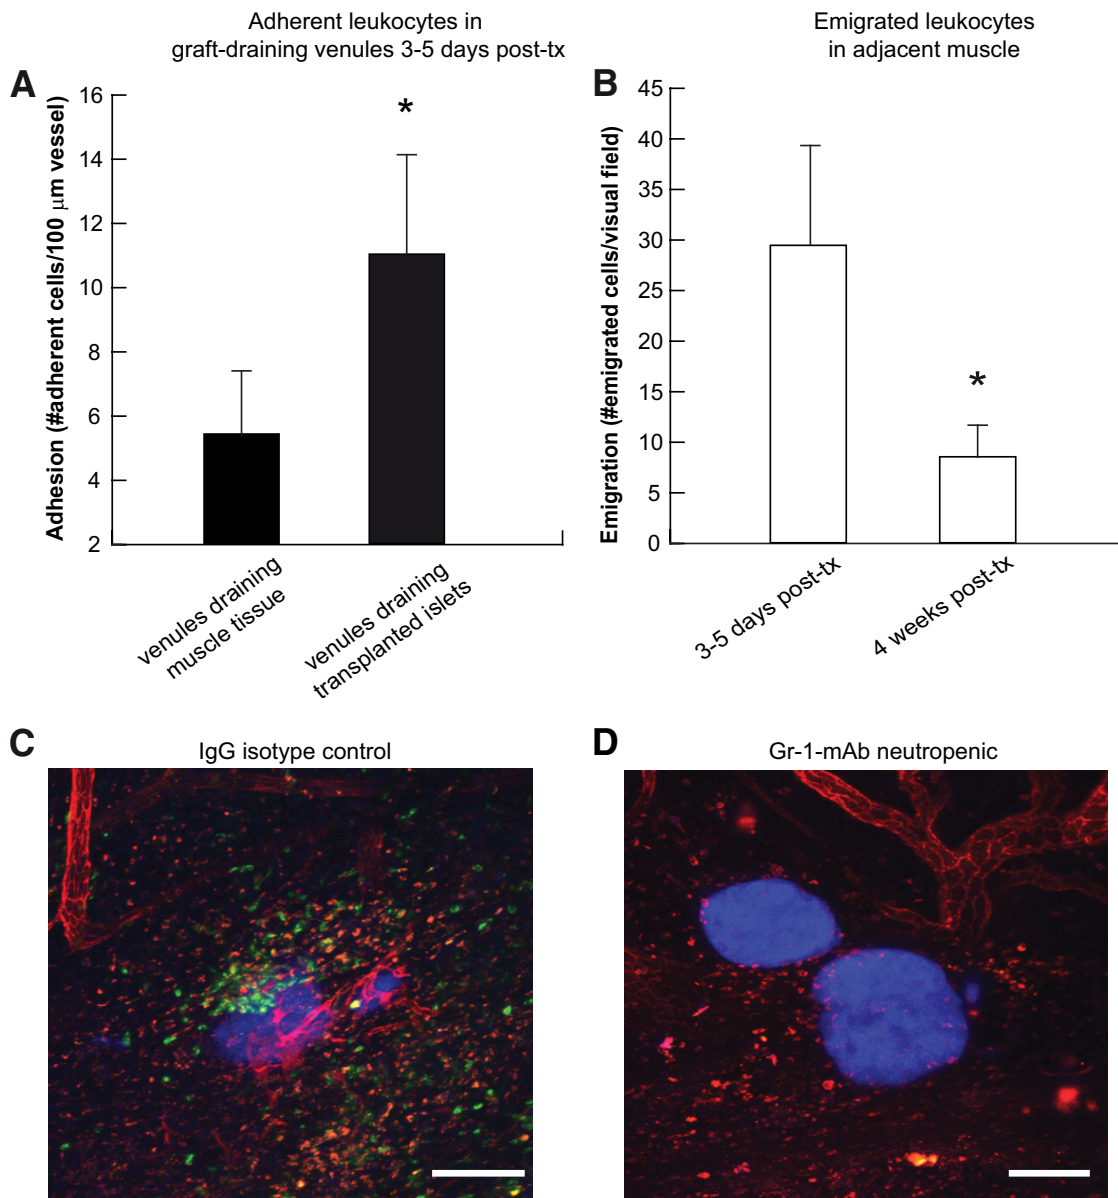 Adherent leukocytes in
graft-draining venules 3-5 days post-tx
A
Adhesion (#adherent cells/100 μm vessel)
16
14
12
10
8
6
4
2
*
venules draining
muscle tissue
venules draining
transplanted islets
Emigrated leukocytes
in adjacent muscle
B
Emigration (#emigrated cells/visual field)
45
40
35
30
25
20
15
10
5
0
*
3-5 days post-tx
4 weeks post-tx
C
IgG isotype control
D
Gr-1-mAb neutropenic